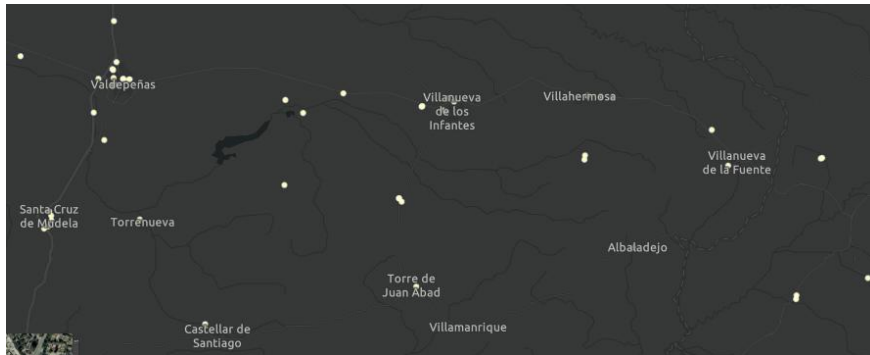 Valdepeñas
Villanueva
de los
Infantes
Villahermosa
Villanueva
de la Fuente
Santa Cruz
de Mudela
Torrenueva
Albaladejo
Torre de
Juan Abad
Castellar de
Santiago
Villamanrique